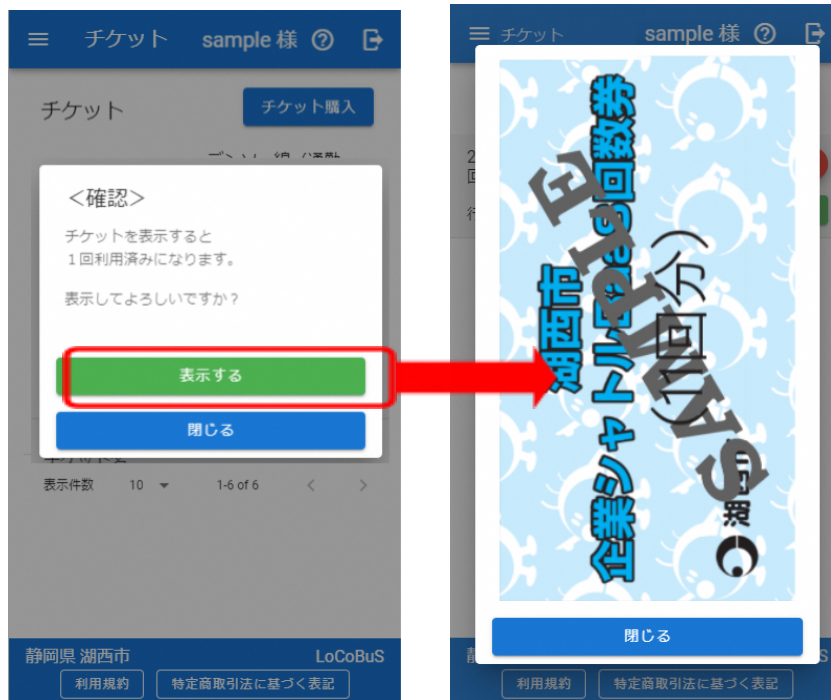 チケット
sample 様
チケット
チケット購入
<確認>
チケットを表示すると
１回利用済みになります。
表示してよろしいですか？
表示する
閉じる
表示件数
10
1-6 of 6
静岡県 湖西市
LoCoBuS
利用規約
特定商取引法に基づく表記
チケット
sample 様
湖西市
企業シャトルBaaS回数券
(11回分)
SAMPLE
閉じる
利用規約
特定商取引法に基づく表記